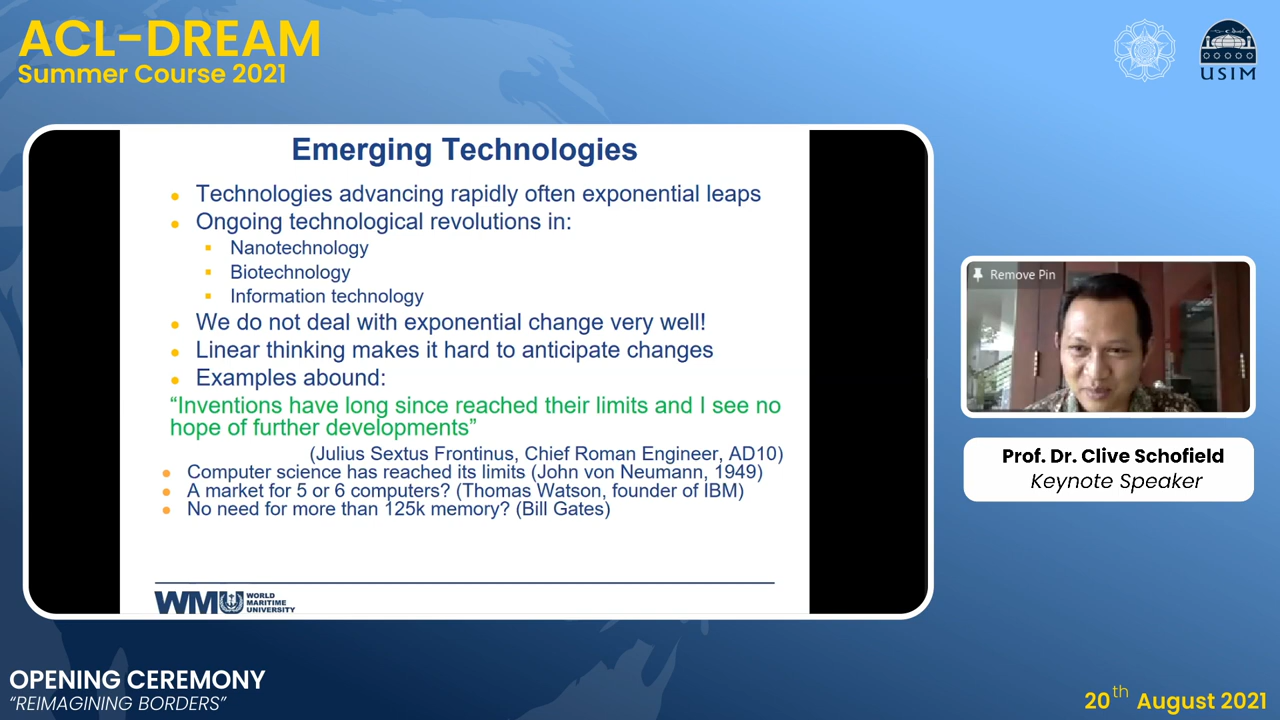 ACL-DREAM
Summer Course 2021
USIM
Emerging Technologies
• Technologies advancing rapidly often exponential leaps
• Ongoing technological revolutions in:
▪ Nanotechnology
▪ Biotechnology
▪ Information technology
• We do not deal with exponential change very well!
• Linear thinking makes it hard to anticipate changes
• Examples abound:
“Inventions have long since reached their limits and I see no
hope of further developments”
(Julius Sextus Frontinus, Chief Roman Engineer, AD10)
• Computer science has reached its limits (John von Neumann, 1949)
• A market for 5 or 6 computers? (Thomas Watson, founder of IBM)
• No need for more than 125k memory? (Bill Gates)
WMU WORLD
MARITIME
UNIVERSITY
Remove Pin
Prof. Dr. Clive Schofield
Keynote Speaker
OPENING CEREMONY
“REIMAGINING BORDERS”
20th August 2021